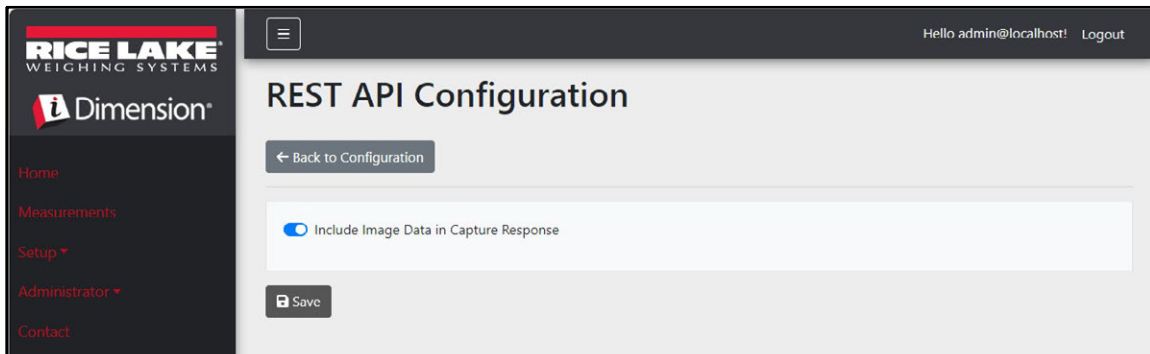 RICE LAKE®
WEIGHING SYSTEMS
i Dimension®
Home
Measurements
Setup
Administrator
Contact
Hello admin@localhost! Logout
REST API Configuration
← Back to Configuration
Include Image Data in Capture Response
Save